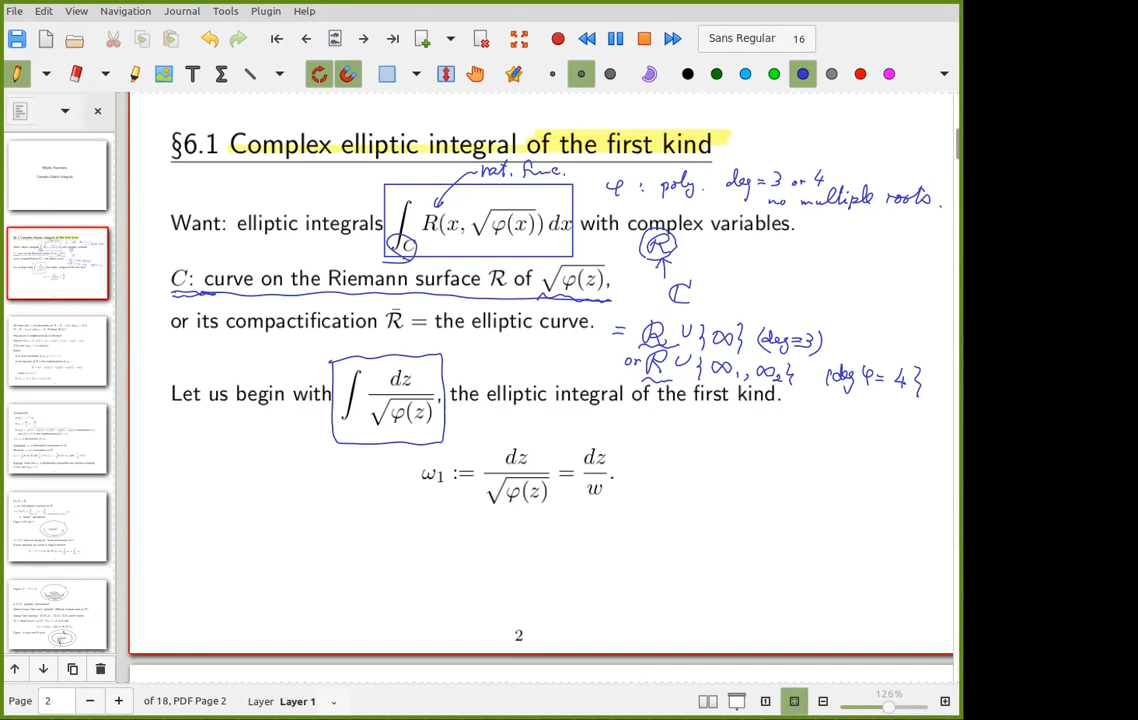 File Edit View Navigation Journal Tools Plugin Help
Sans Regular 16
§6.1 Complex elliptic integral of the first kind
rat. func.
φ : poly. deg = 3 or 4
no multiple roots.
Want: elliptic integrals ∫_C R(x, √φ(x)) dx with complex variables.
ℛ
↑
ℂ
C: curve on the Riemann surface ℛ of √φ(z),
or its compactification ℛ̄ = the elliptic curve.
= ℛ ∪ {∞} (deg=3)
or ℛ ∪ {∞₁, ∞₂} (deg φ = 4}
Let us begin with ∫ dz/√φ(z), the elliptic integral of the first kind.
ω₁ := dz/√φ(z) = dz/w.
2
Page 2 of 18, PDF Page 2 Layer Layer 1 126%